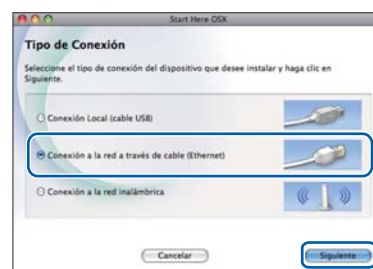 Start Here OSX
Tipo de Conexión
Seleccione el tipo de conexión del dispositivo que desee instalar y haga clic en
Siguiente.
Conexión Local (cable USB)
Conexión a la red a través de cable (Ethernet)
Conexión a la red inalámbrica
Cancelar
Siguiente